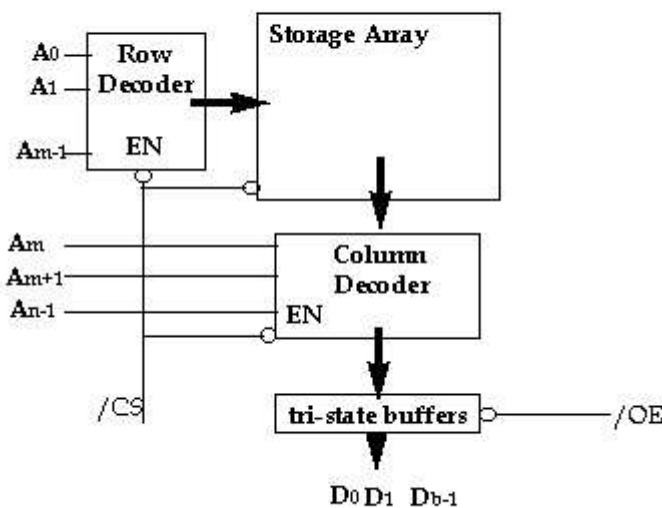 Storage Array
A0
Row
Decoder
A1
Am-1
EN
Am
Column
Decoder
Am+1
An-1
EN
/CS
tri-state buffers
/OE
D0 D1 Db-1